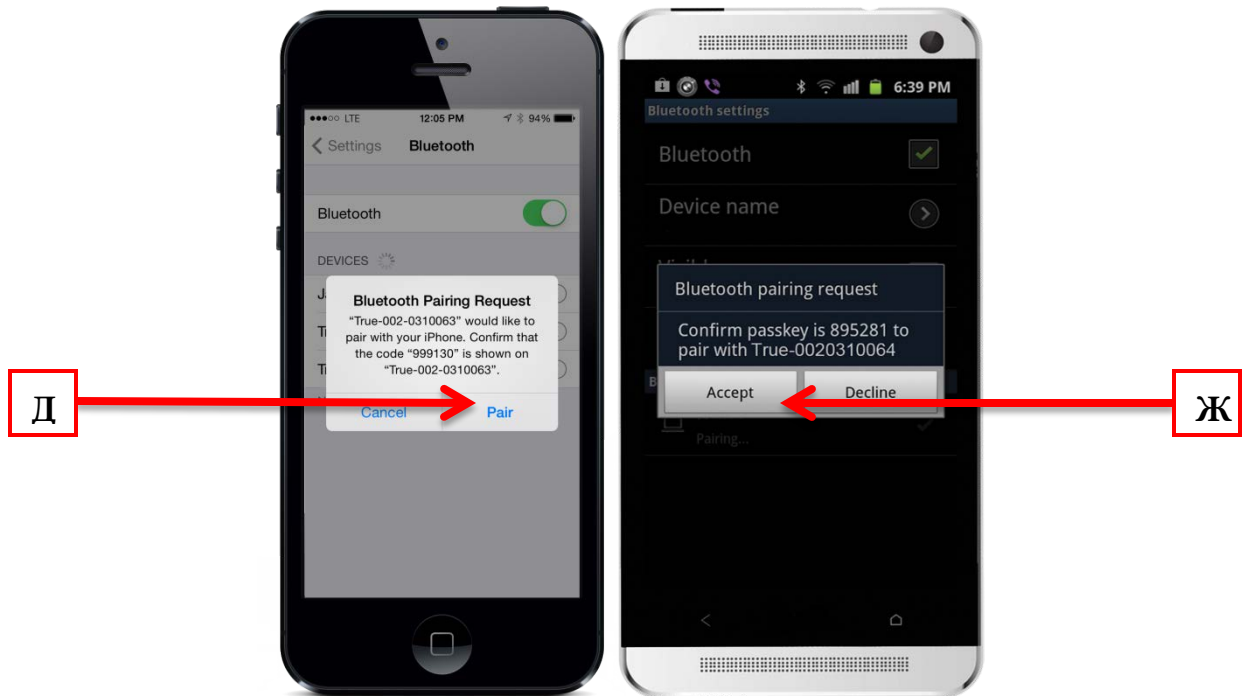 Д
●●●○○ LTE 12:05 PM 94%
Settings Bluetooth
Bluetooth
DEVICES
J
Bluetooth Pairing Request
“True-002-0310063” would like to
pair with your iPhone. Confirm that
the code “999130” is shown on
“True-002-0310063”.
Cancel Pair
6:39 PM
Bluetooth settings
Bluetooth
Device name
Bluetooth pairing request
Confirm passkey is 895281 to
pair with True-0020310064
Accept Decline
Pairing...
Ж